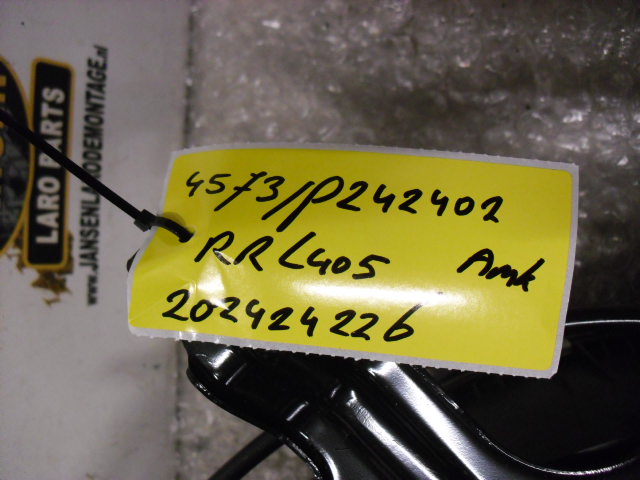 4573/P242402
RRL405 Amk
202424226
LARO PARTS
www.JANSENLARODEMONTAGE.nl